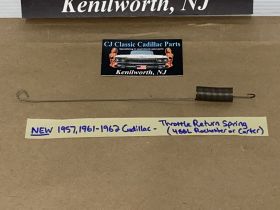 Kenilworth, NJ
CJ Classic Cadillac Parts
Kenilworth, NJ
NEW 1957, 1961-1962 Cadillac - Throttle Return Spring
(4BBL Rochester or Carter)